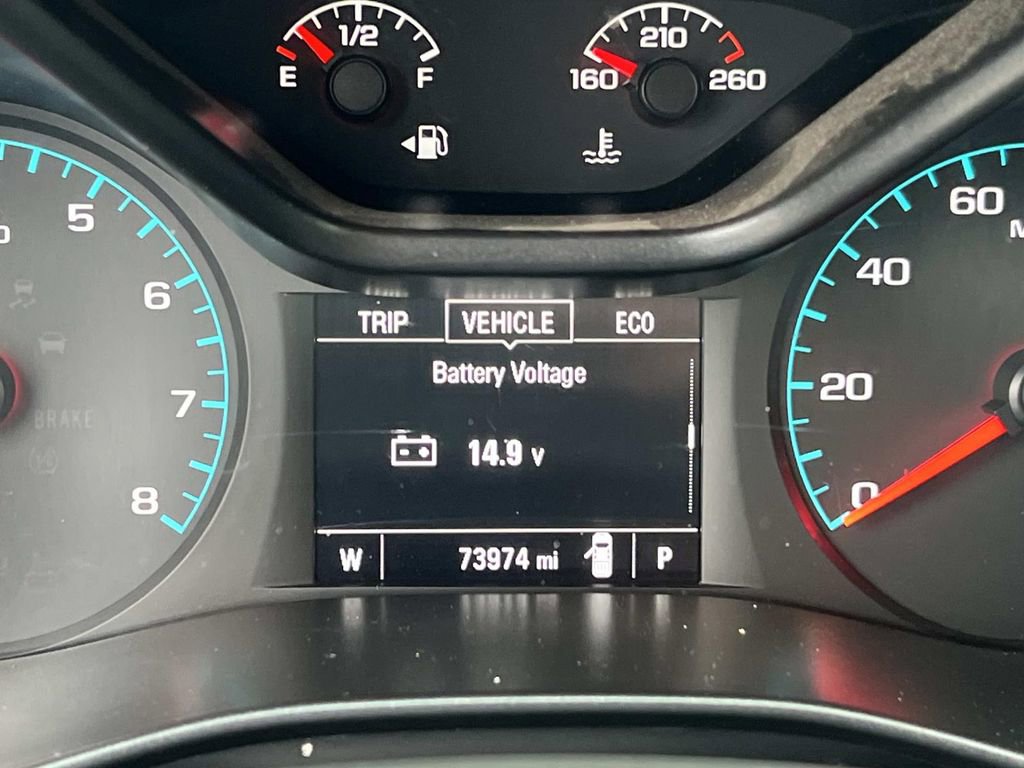 1/2
E F
210
160 260
5
6
7
8
BRAKE
60
40
20
0
TRIP VEHICLE ECO
Battery Voltage
14.9 V
W 73974 mi P